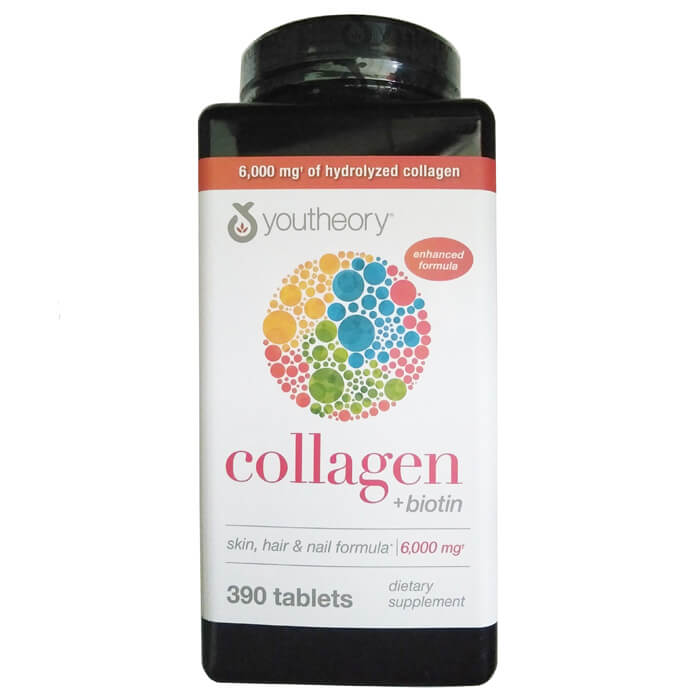 6,000 mg† of hydrolyzed collagen
youtheory®
enhanced
formula
collagen
+biotin
skin, hair & nail formula* | 6,000 mg†
390 tablets
dietary
supplement